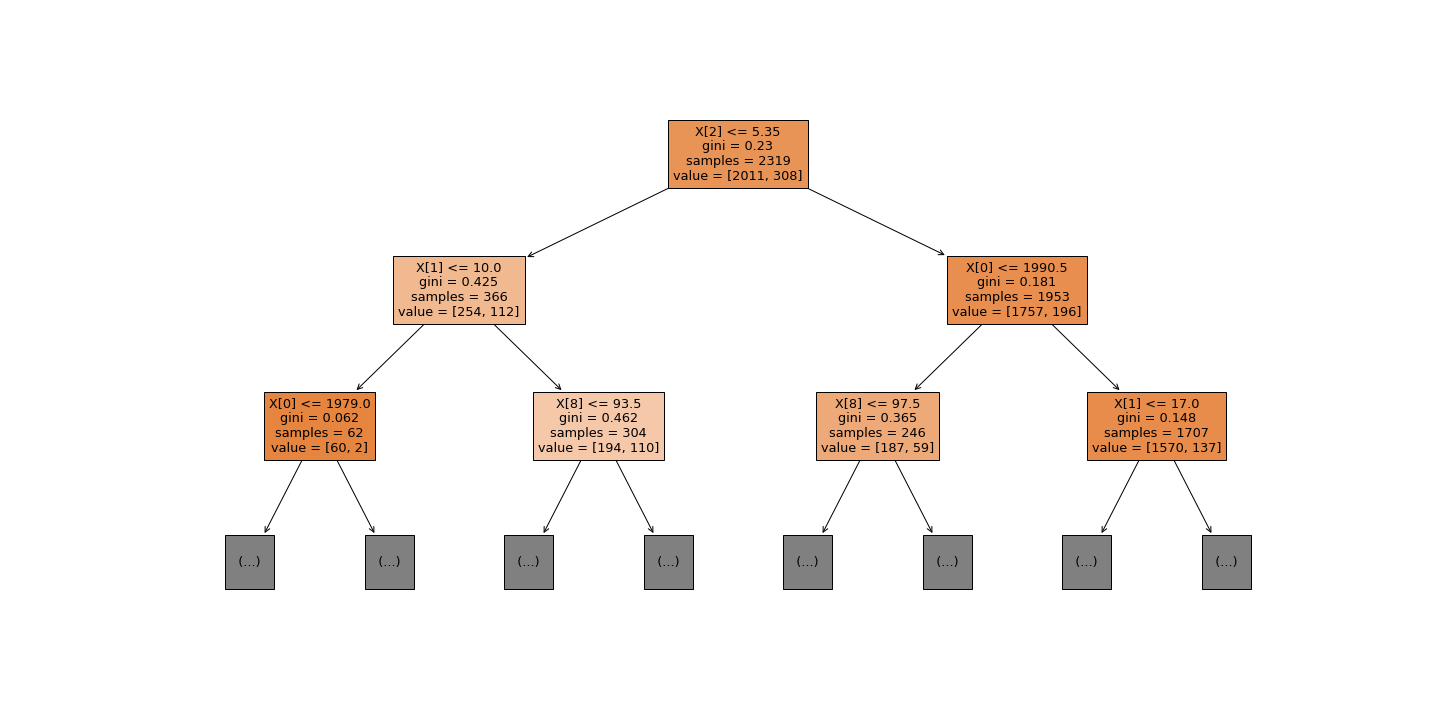 X[2] <= 5.35
gini = 0.23
samples = 2319
value = [2011, 308]
X[1] <= 10.0
gini = 0.425
samples = 366
value = [254, 112]
X[0] <= 1990.5
gini = 0.181
samples = 1953
value = [1757, 196]
X[0] <= 1979.0
gini = 0.062
samples = 62
value = [60, 2]
X[8] <= 93.5
gini = 0.462
samples = 304
value = [194, 110]
X[8] <= 97.5
gini = 0.365
samples = 246
value = [187, 59]
X[1] <= 17.0
gini = 0.148
samples = 1707
value = [1570, 137]
(...)
(...)
(...)
(...)
(...)
(...)
(...)
(...)